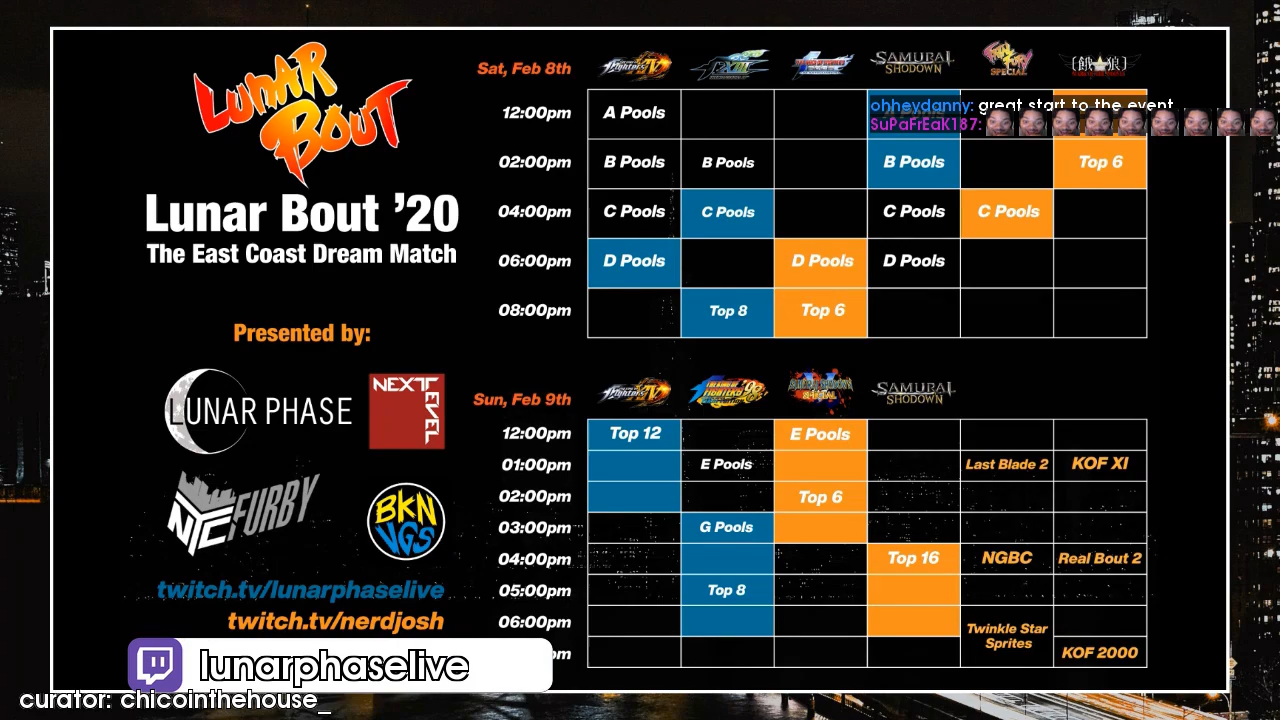 LUNAR
BOUT
Lunar Bout ’20
The East Coast Dream Match
Presented by:
LUNAR PHASE
NEXT
LEVEL
NYC FURBY
BKN
VGS
twitch.tv/lunarphaselive
twitch.tv/nerdjosh
lunarphaselive
curator: chicointhehouse_
Sat, Feb 8th
SAMURAI
SHODOWN
SPECIAL
ohheydanny: great start to the event
SuPaFrEaK187:
12:00pm A Pools
02:00pm B Pools B Pools B Pools Top 6
04:00pm C Pools C Pools C Pools C Pools
06:00pm D Pools D Pools D Pools
08:00pm Top 8 Top 6
Sun, Feb 9th
SAMURAI
SHODOWN
12:00pm Top 12 E Pools
01:00pm E Pools Last Blade 2 KOF XI
02:00pm Top 6
03:00pm G Pools
04:00pm Top 16 NGBC Real Bout 2
05:00pm Top 8
06:00pm Twinkle Star
Sprites
pm KOF 2000